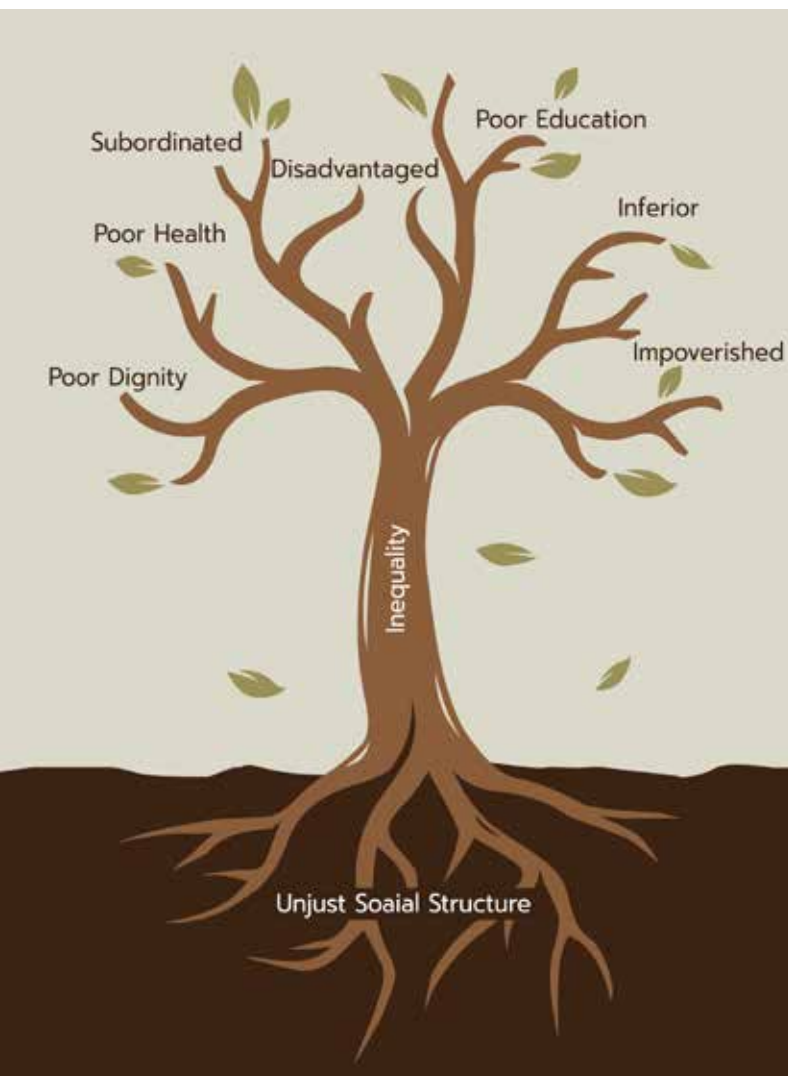 Poor Education
Subordinated
Disadvantaged
Inferior
Poor Health
Impoverished
Poor Dignity
Inequality
Unjust Soaial Structure